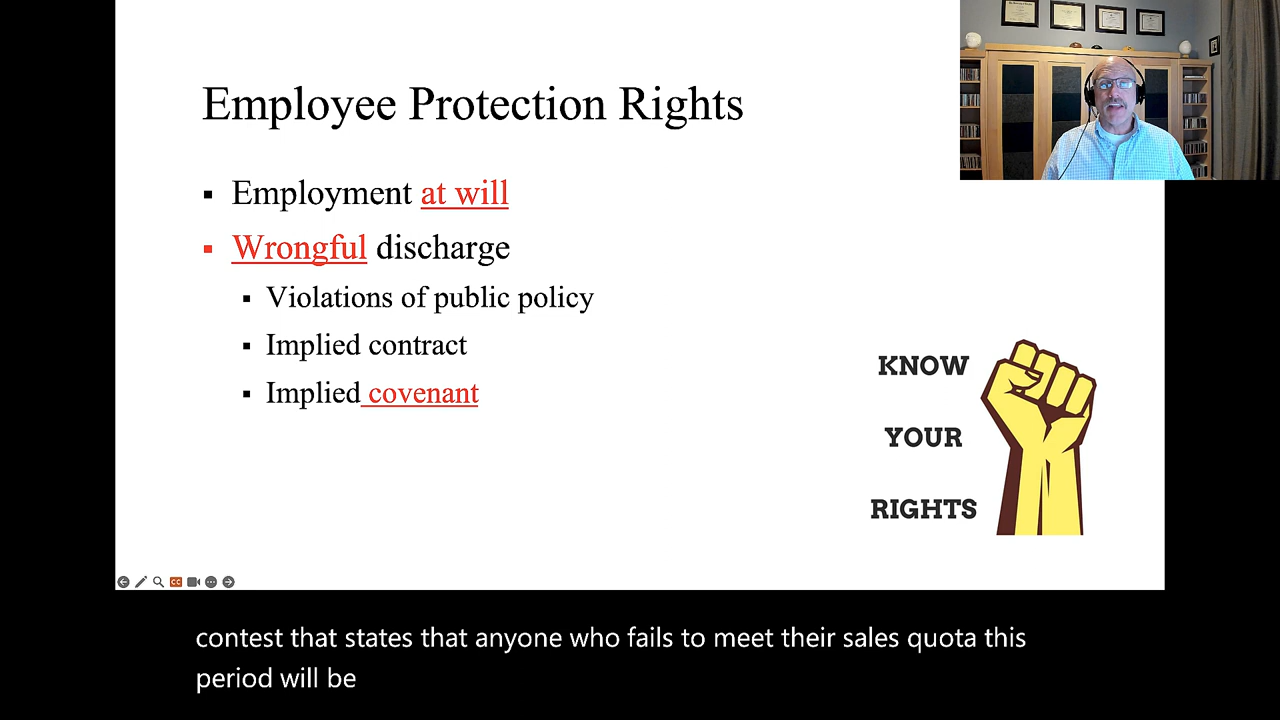 Employee Protection Rights
Employment at will
Wrongful discharge
Violations of public policy
Implied contract
Implied covenant
KNOW
YOUR
RIGHTS
CC
contest that states that anyone who fails to meet their sales quota this
period will be